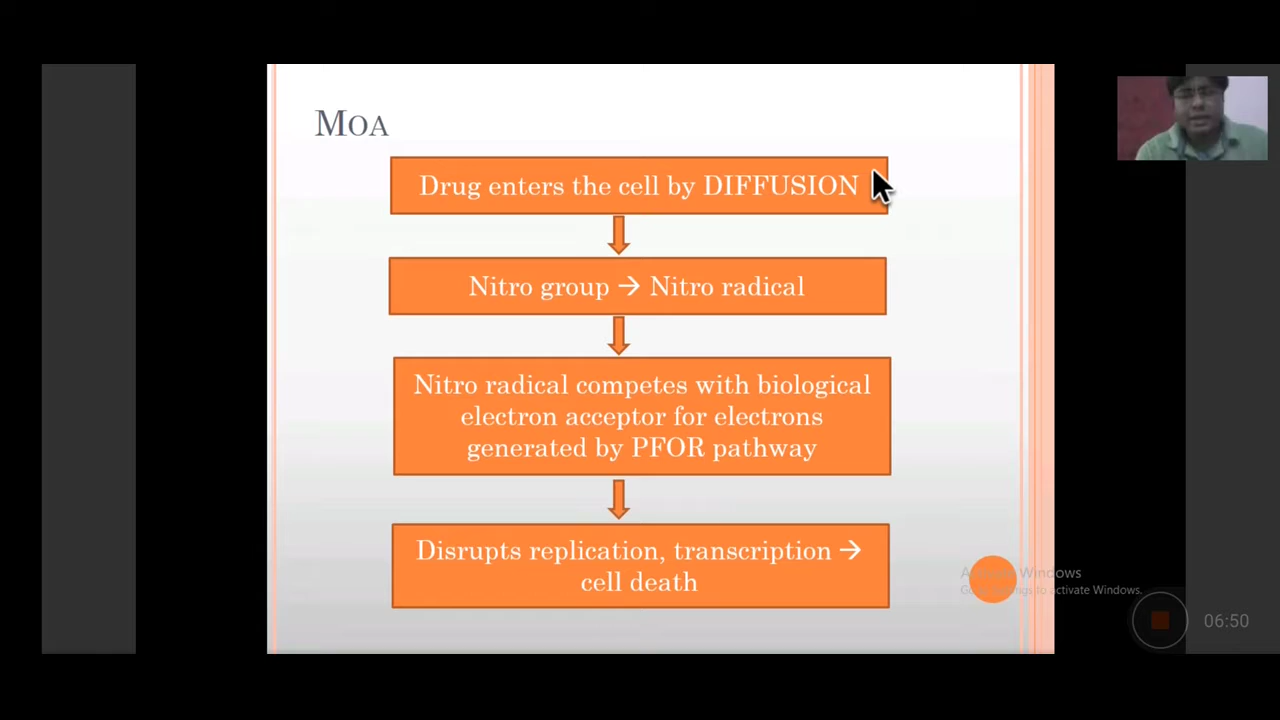 MOA
Drug enters the cell by DIFFUSION
Nitro group → Nitro radical
Nitro radical competes with biological
electron acceptor for electrons
generated by PFOR pathway
Disrupts replication, transcription →
cell death
Activate Windows
Go to Settings to Activate Windows.
06:50